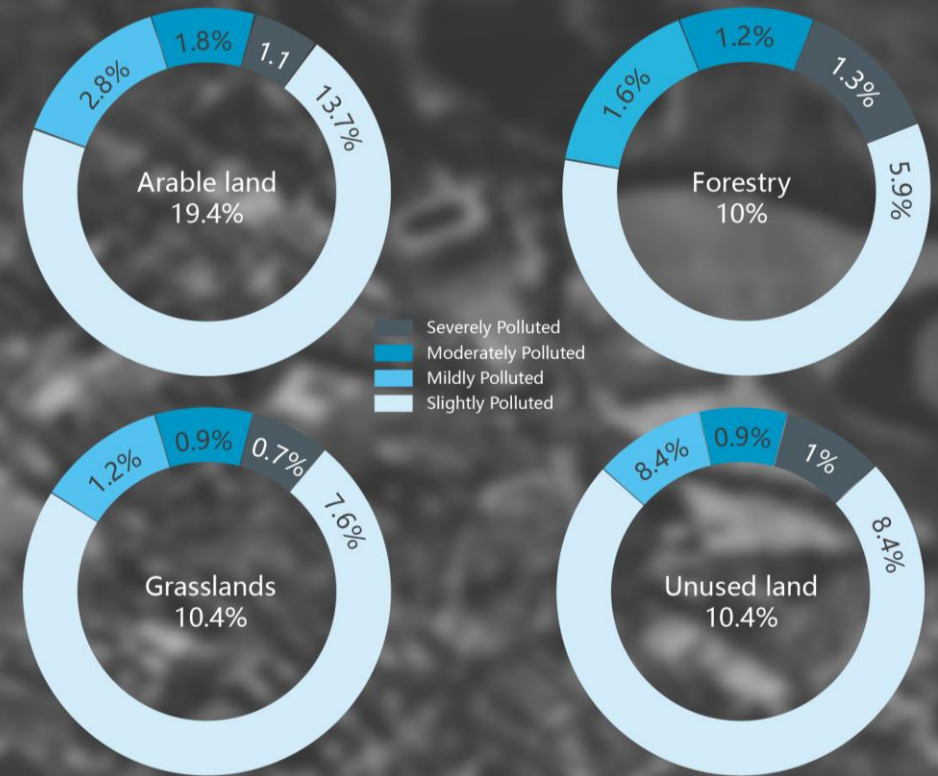 2.8%
1.8%
1.1
13.7%
Arable land
19.4%
1.6%
1.2%
1.3%
5.9%
Forestry
10%
Severely Polluted
Moderately Polluted
Mildly Polluted
Slightly Polluted
1.2%
0.9%
0.7%
7.6%
Grasslands
10.4%
8.4%
0.9%
1%
8.4%
Unused land
10.4%